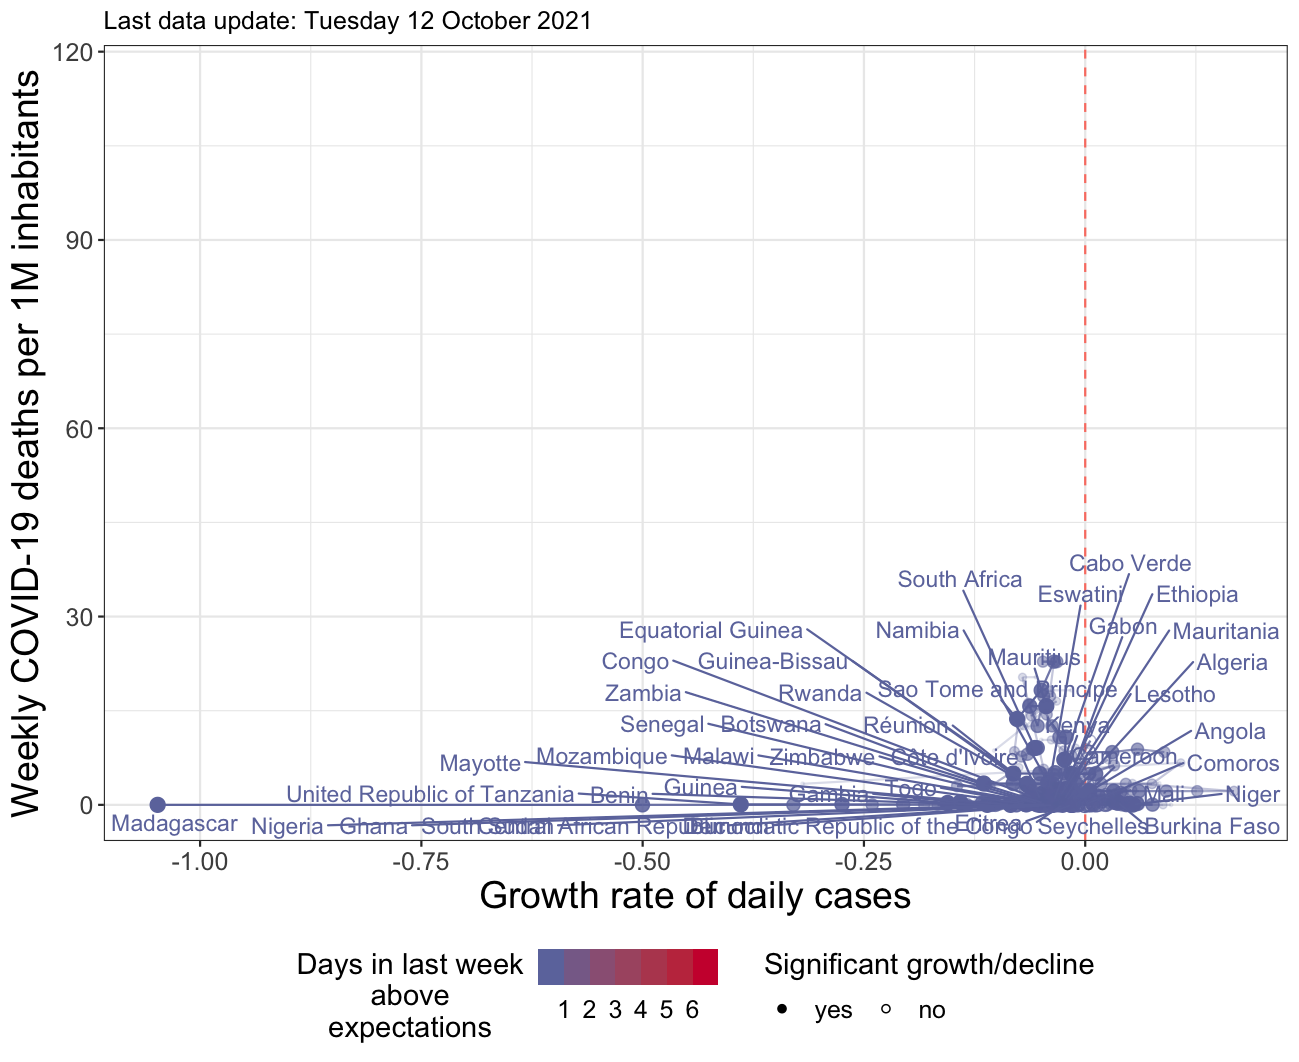 Last data update: Tuesday 12 October 2021
Weekly COVID-19 deaths per 1M inhabitants
120
90
60
30
0
Cabo Verde
South Africa
Eswatini
Ethiopia
Equatorial Guinea
Namibia
Gabon
Mauritania
Congo
Guinea-Bissau
Mauritius
Algeria
Zambia
Rwanda
Sao Tome and Principe
Lesotho
Senegal
Botswana
Réunion
Kenya
Angola
Mayotte
Mozambique
Malawi
Zimbabwe
Côte d'Ivoire
Cameroon
Comoros
United Republic of Tanzania
Benin
Guinea
Gambia
Togo
Mali
Niger
Madagascar
Nigeria
Ghana
South Sudan
Central African Republic
Democratic Republic of the Congo
Eritrea
Seychelles
Burkina Faso
-1.00
-0.75
-0.50
-0.25
0.00
Growth rate of daily cases
Days in last week
above
expectations
1 2 3 4 5 6
Significant growth/decline
yes
no